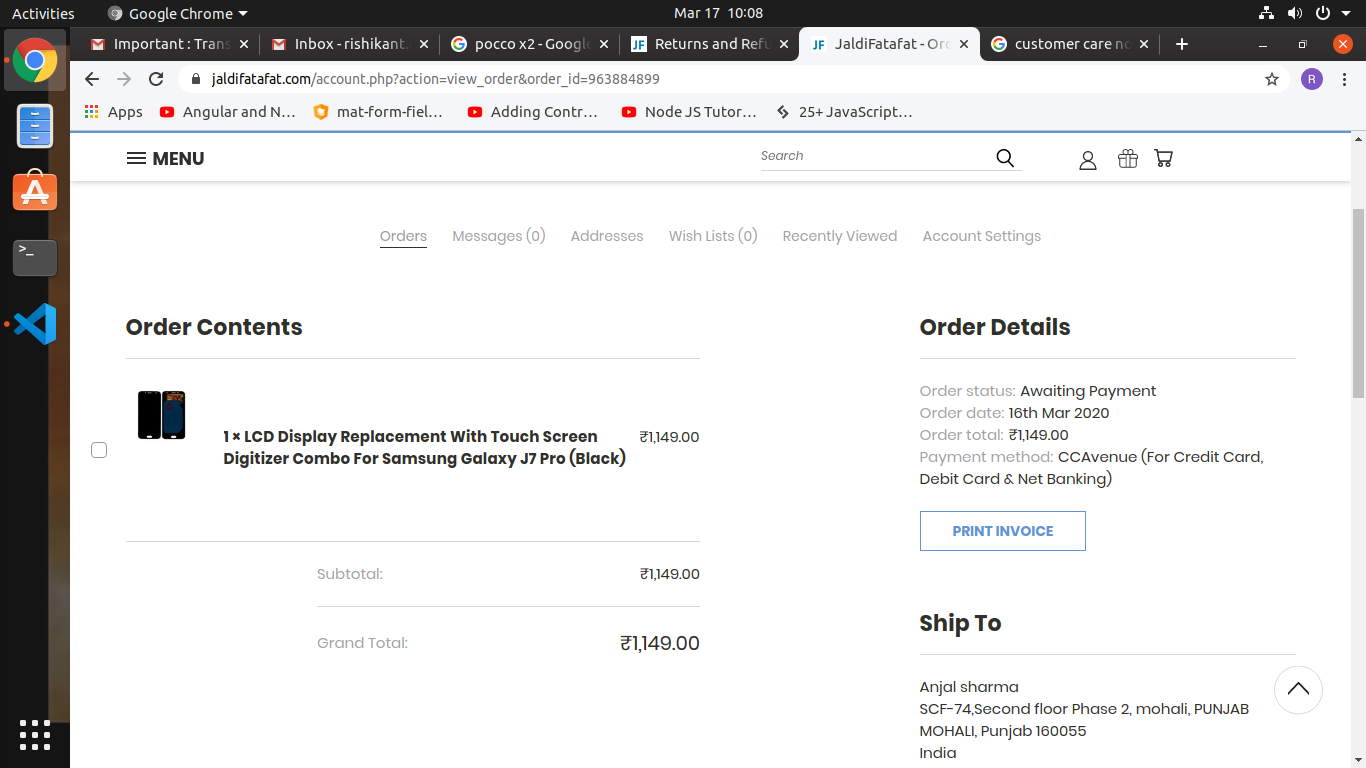 Activities
Google Chrome
Mar 17 10:08
Important : Trans
Inbox - rishikant.
pocco x2 - Google
JF
Returns and Refu
JF
JaldiFatafat - Ord
customer care no
jaldifatafat.com/account.php?action=view_order&order_id=963884899
R
Apps
Angular and N…
mat-form-fiel…
Adding Contr…
Node JS Tutor…
25+ JavaScript…
MENU
Search
Orders
Messages (0)
Addresses
Wish Lists (0)
Recently Viewed
Account Settings
Order Contents
1 × LCD Display Replacement With Touch Screen
Digitizer Combo For Samsung Galaxy J7 Pro (Black)
₹1,149.00
Subtotal:
₹1,149.00
Grand Total:
₹1,149.00
Order Details
Order status: Awaiting Payment
Order date: 16th Mar 2020
Order total: ₹1,149.00
Payment method: CCAvenue (For Credit Card,
Debit Card & Net Banking)
PRINT INVOICE
Ship To
Anjal sharma
SCF-74,Second floor Phase 2, mohali, PUNJAB
MOHALI, Punjab 160055
India